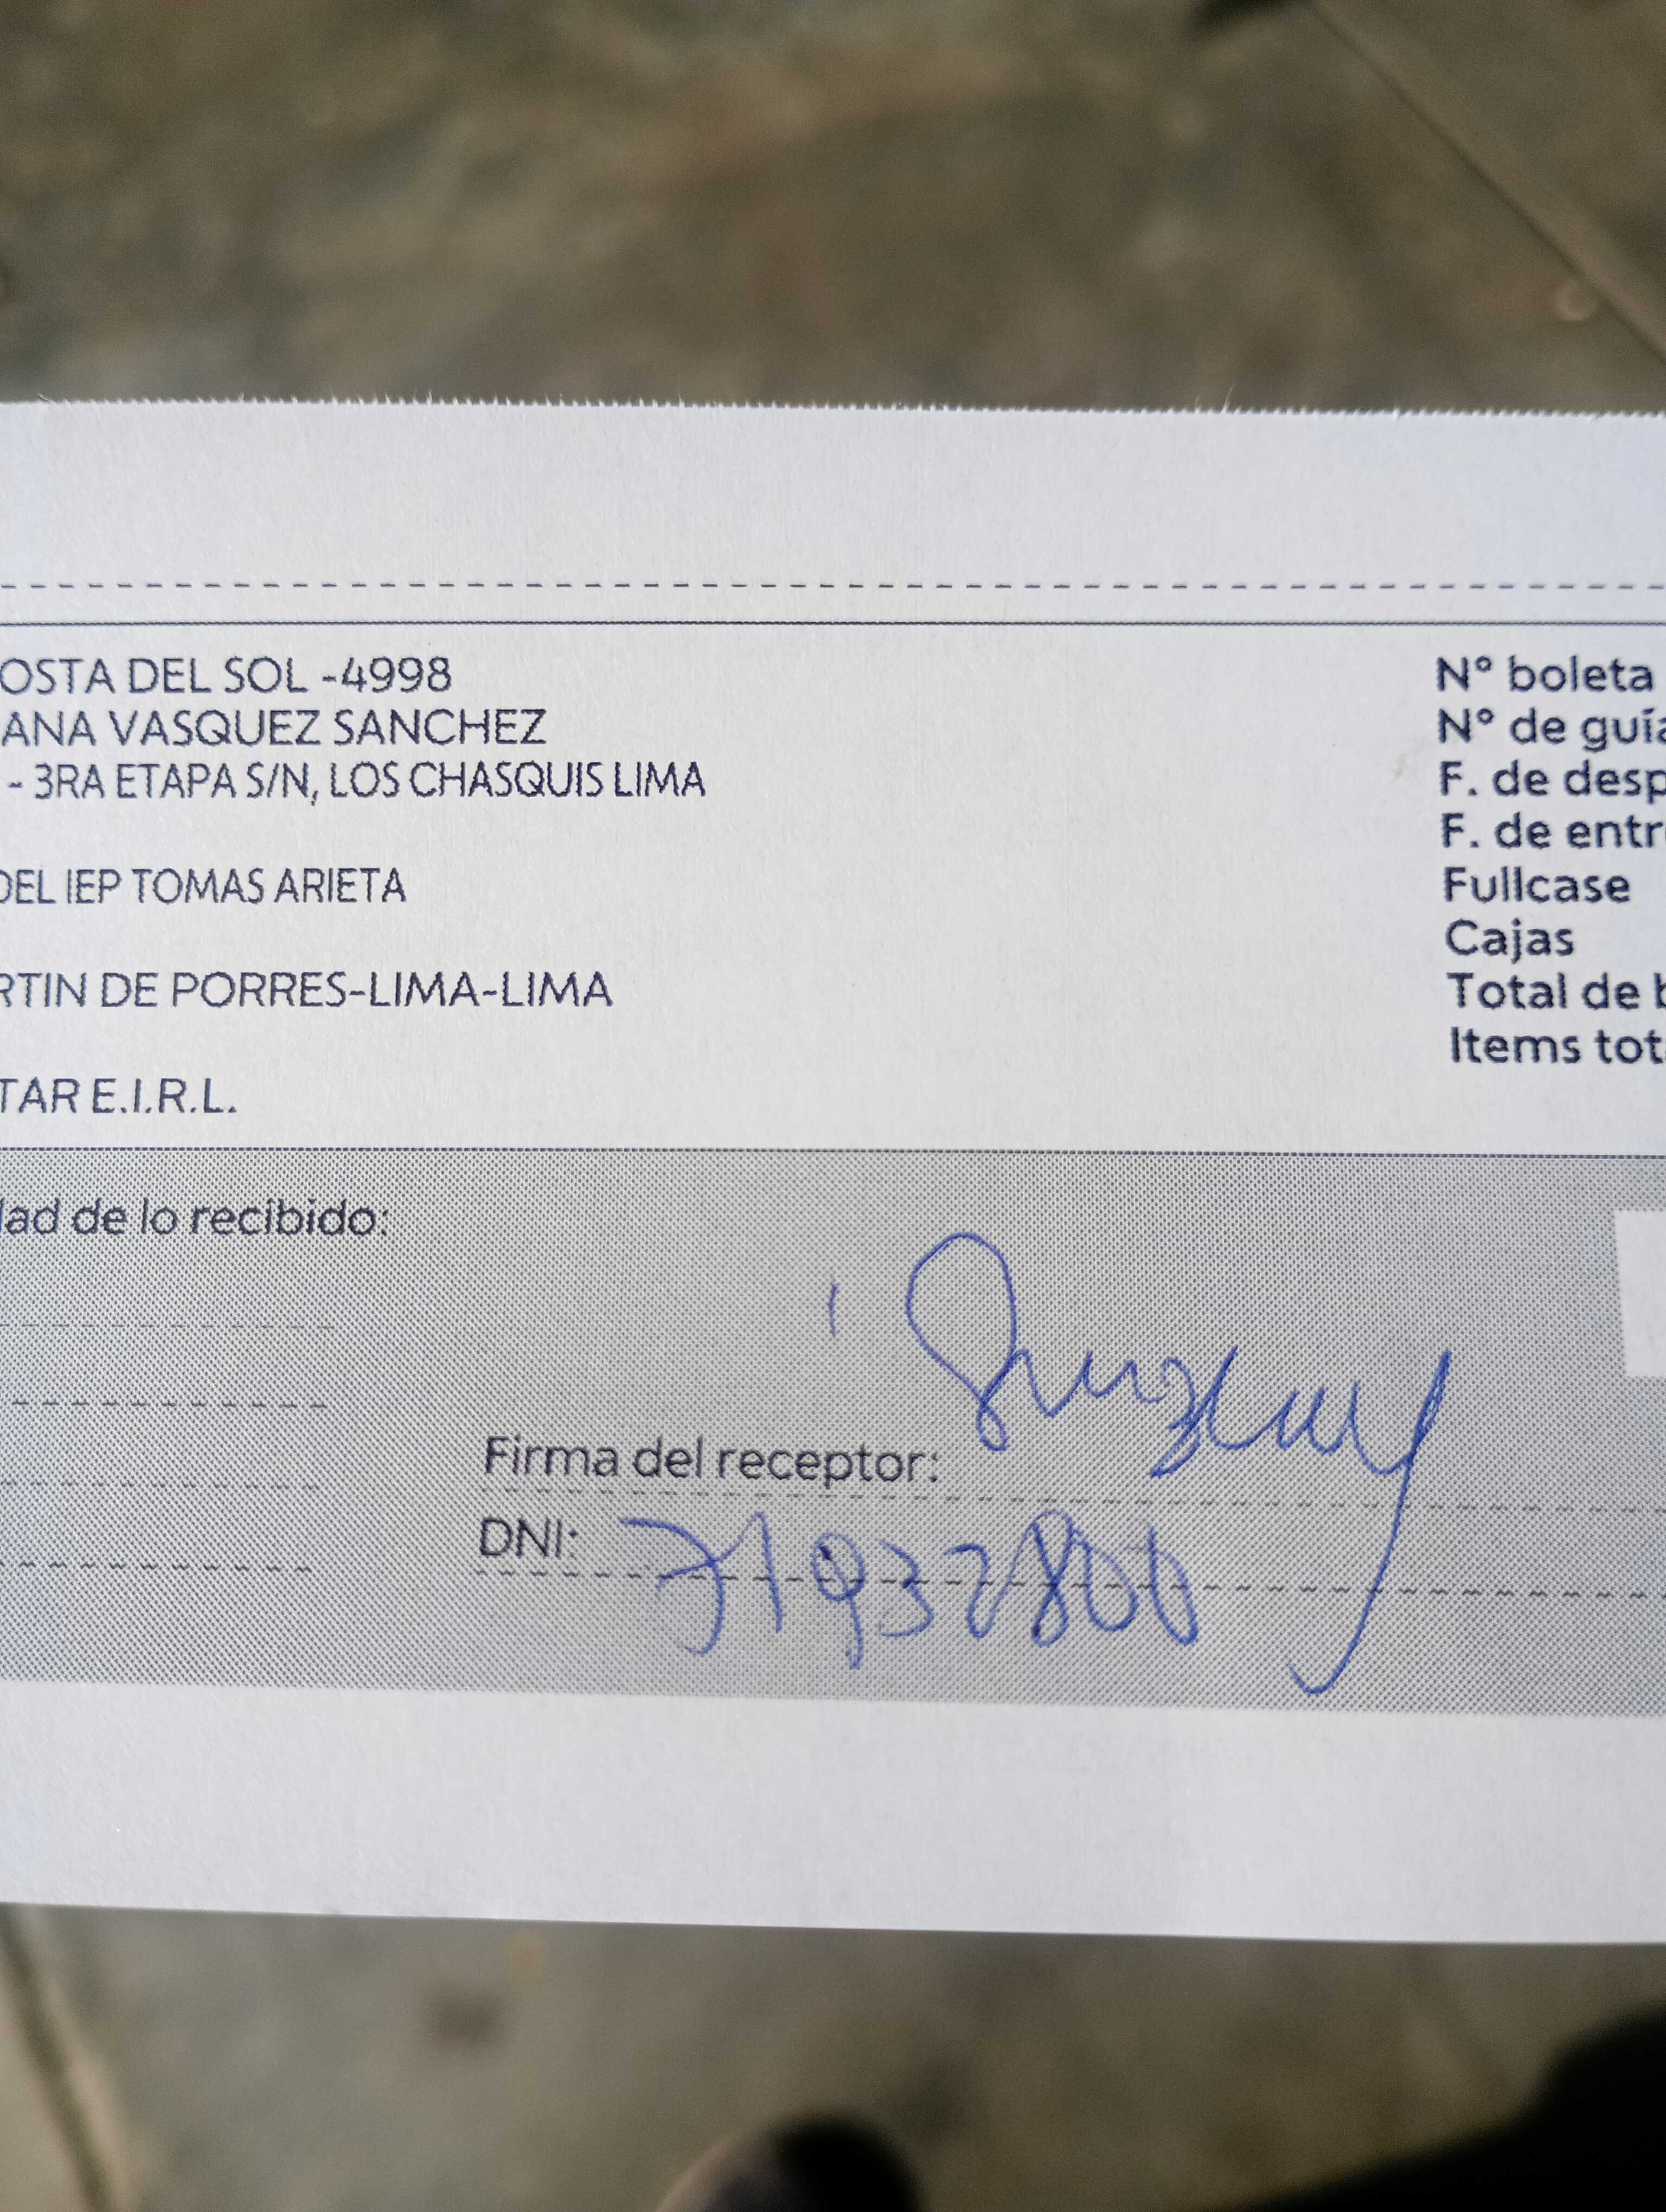 OSTA DEL SOL -4998
ANA VASQUEZ SANCHEZ
- 3RA ETAPA S/N, LOS CHASQUIS LIMA
DEL IEP TOMAS ARIETA
RTIN DE PORRES-LIMA-LIMA
TAR E.I.R.L.
N° boleta
N° de guía
F. de desp
F. de entr
Fullcase
Cajas
Total de b
Items tot
dad de lo recibido:
Firma del receptor:
DNI: 71932800